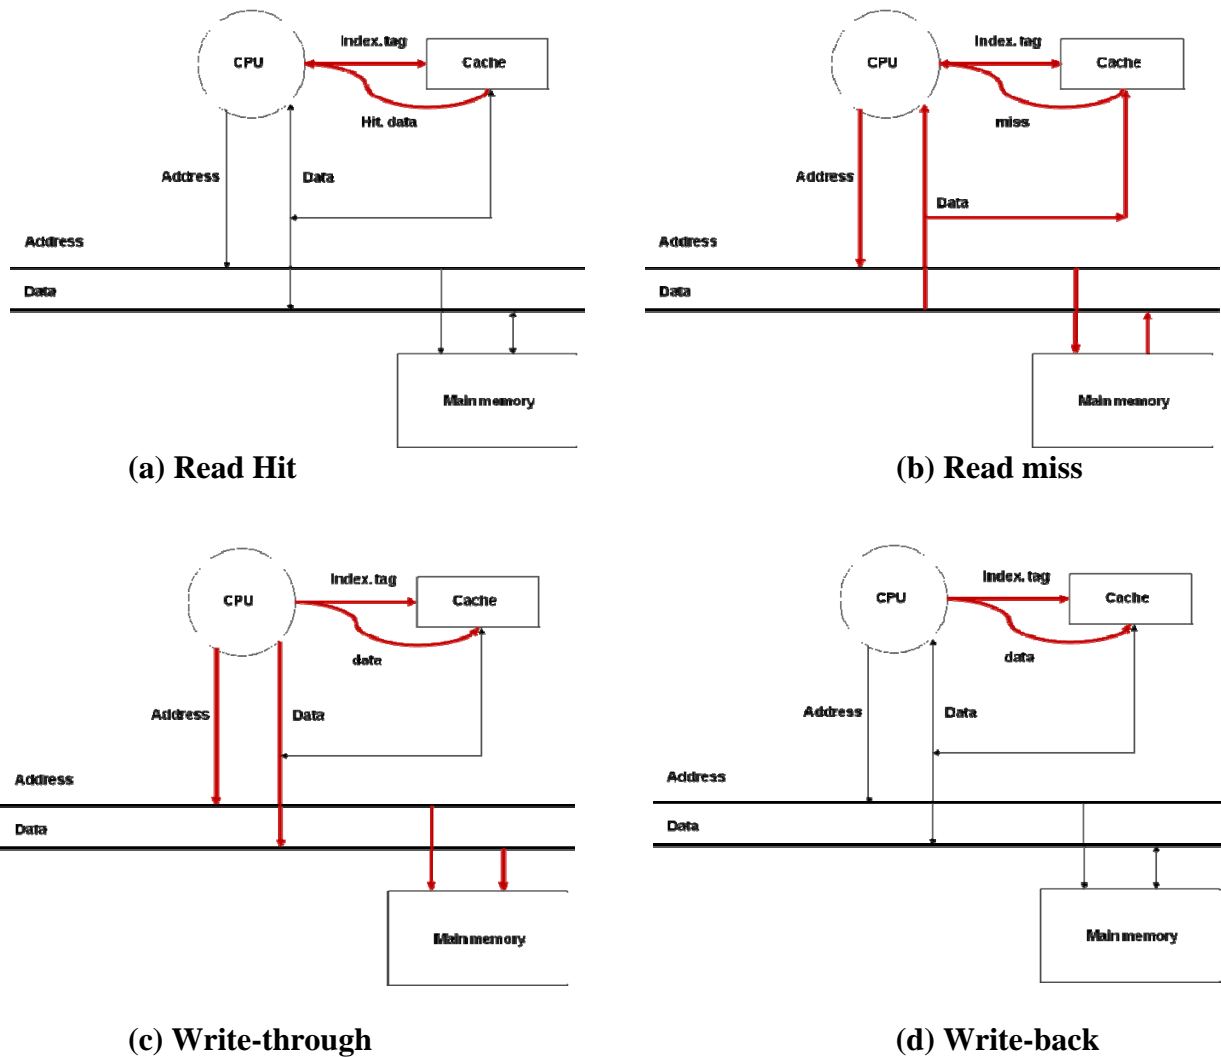 Index. tag
CPU
Cache
Hit. data
Address
Data
Address
Data
Main memory
(a) Read Hit
Index. tag
CPU
Cache
miss
Address
Data
Address
Data
Main memory
(b) Read miss
Index. tag
CPU
Cache
data
Address
Data
Address
Data
Main memory
(c) Write-through
Index. tag
CPU
Cache
data
Address
Data
Address
Data
Main memory
(d) Write-back